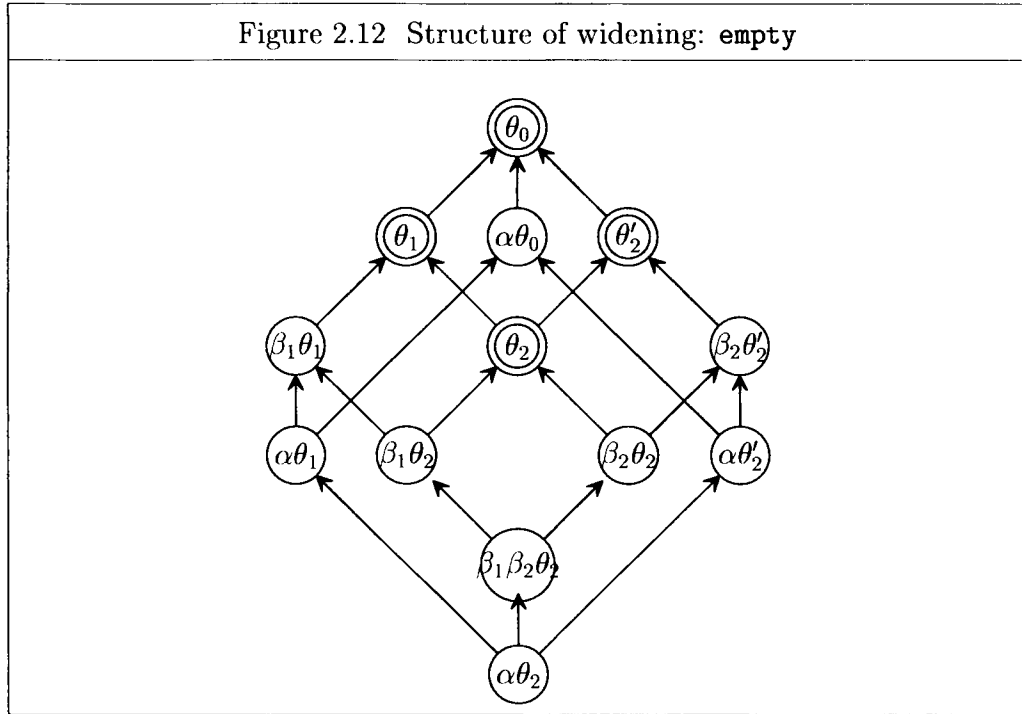 Figure 2.12 Structure of widening: empty
θ₀
θ₁ αθ₀ θ′₂
β₁θ₁ θ₂ β₂θ′₂
αθ₁ β₁θ₂ β₂θ₂ αθ′₂
β₁β₂θ₂
αθ₂